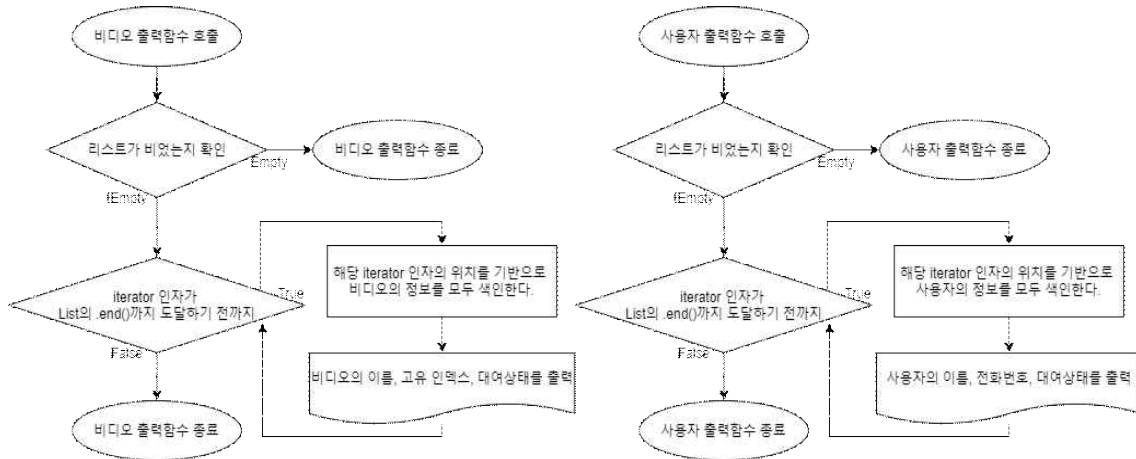 비디오 출력함수 호출
리스트가 비었는지 확인
Empty
비디오 출력함수 종료
!Empty
iterator 인자가
List의 .end()까지 도달하기 전까지
True
해당 iterator 인자의 위치를 기반으로
비디오의 정보를 모두 색인한다.
비디오의 이름, 고유 인덱스, 대여상태를 출력
False
비디오 출력함수 종료
사용자 출력함수 호출
리스트가 비었는지 확인
Empty
사용자 출력함수 종료
!Empty
iterator 인자가
List의 .end()까지 도달하기 전까지
True
해당 iterator 인자의 위치를 기반으로
사용자의 정보를 모두 색인한다.
사용자의 이름, 전화번호, 대여상태를 출력
False
사용자 출력함수 종료